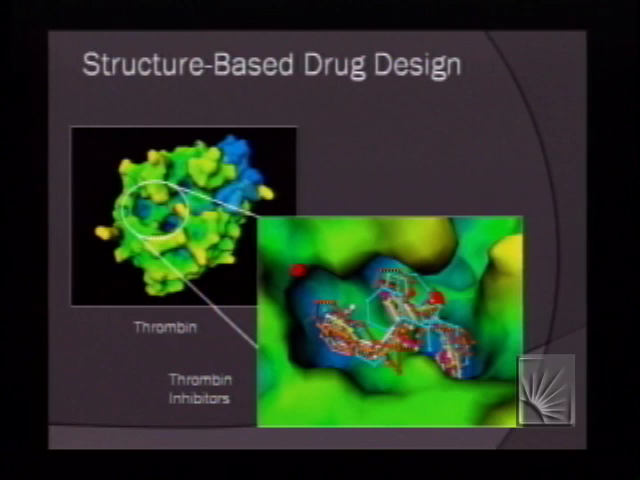 Structure-Based Drug Design
Thrombin
Thrombin
Inhibitors